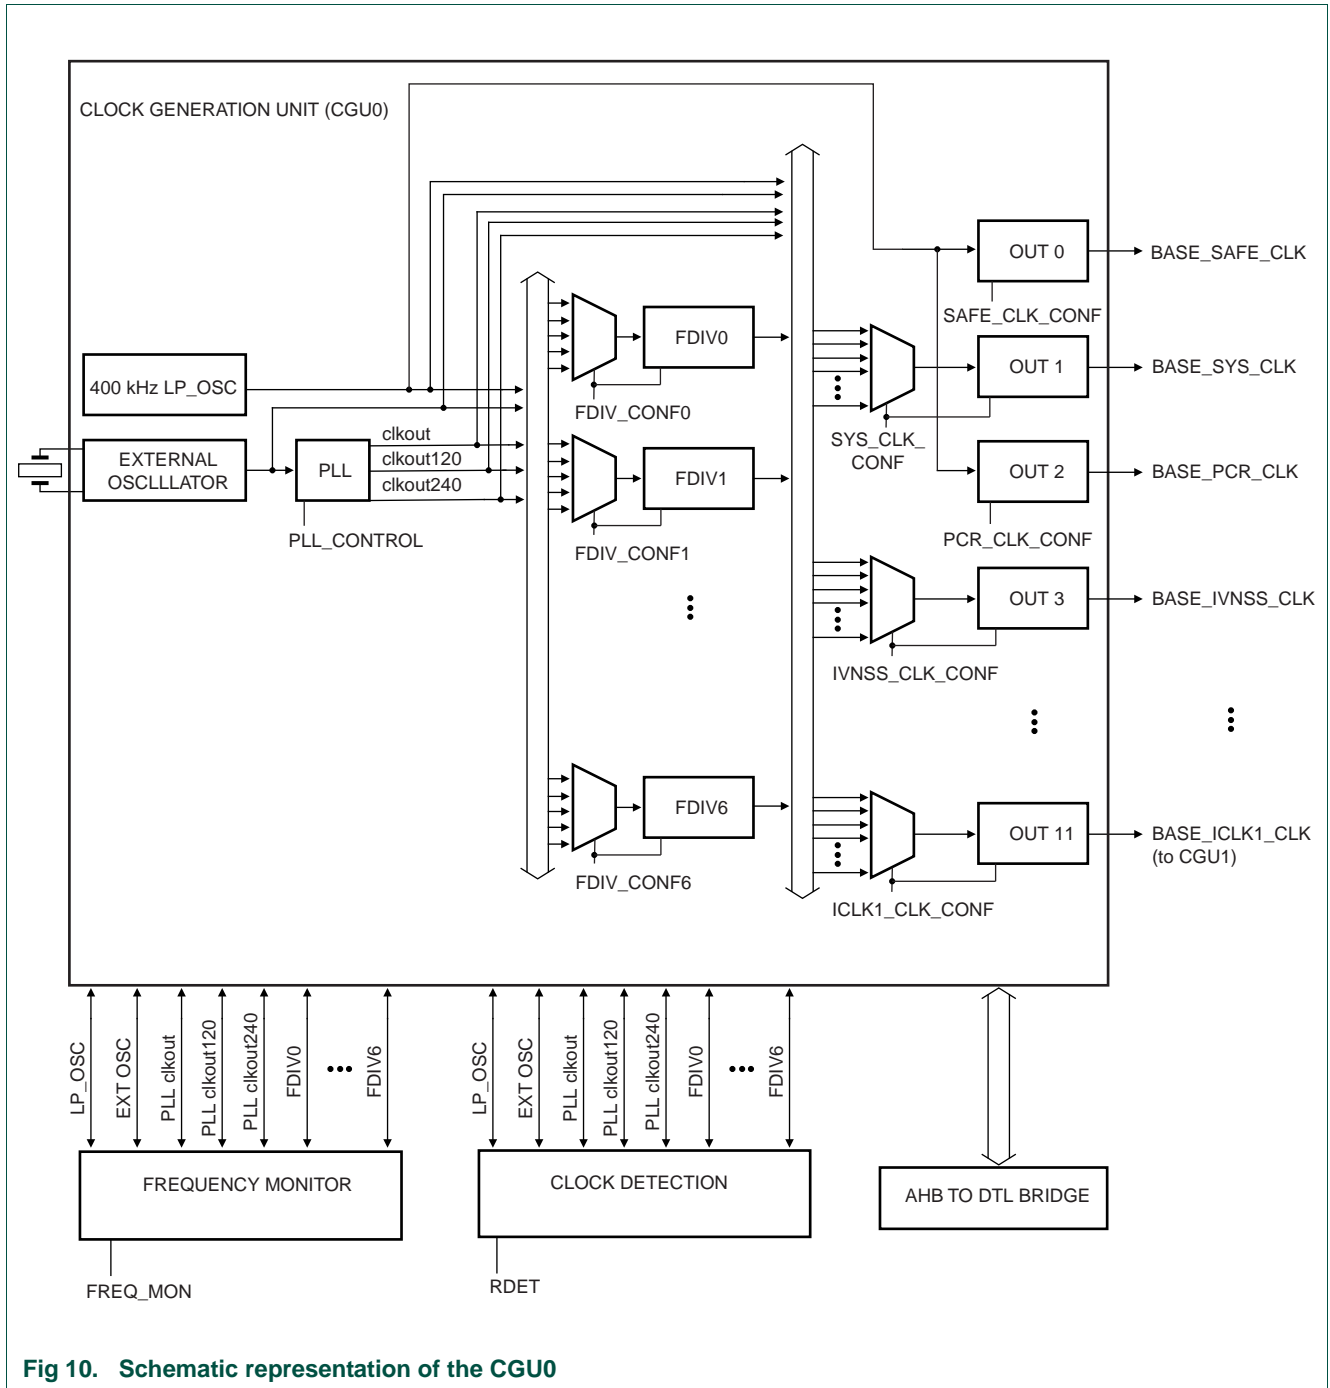 CLOCK GENERATION UNIT (CGU0)
400 kHz LP_OSC
EXTERNAL
OSCLLLATOR
PLL
clkout
clkout120
clkout240
PLL_CONTROL
FDIV0
FDIV_CONF0
FDIV1
FDIV_CONF1
FDIV6
FDIV_CONF6
OUT 0
BASE_SAFE_CLK
SAFE_CLK_CONF
OUT 1
BASE_SYS_CLK
SYS_CLK_
CONF
OUT 2
BASE_PCR_CLK
PCR_CLK_CONF
OUT 3
BASE_IVNSS_CLK
IVNSS_CLK_CONF
OUT 11
BASE_ICLK1_CLK
(to CGU1)
ICLK1_CLK_CONF
LP_OSC
EXT OSC
PLL clkout
PLL clkout120
PLL clkout240
FDIV0
FDIV6
LP_OSC
EXT OSC
PLL clkout
PLL clkout120
PLL clkout240
FDIV0
FDIV6
FREQUENCY MONITOR
CLOCK DETECTION
AHB TO DTL BRIDGE
FREQ_MON
RDET
Fig 10. Schematic representation of the CGU0